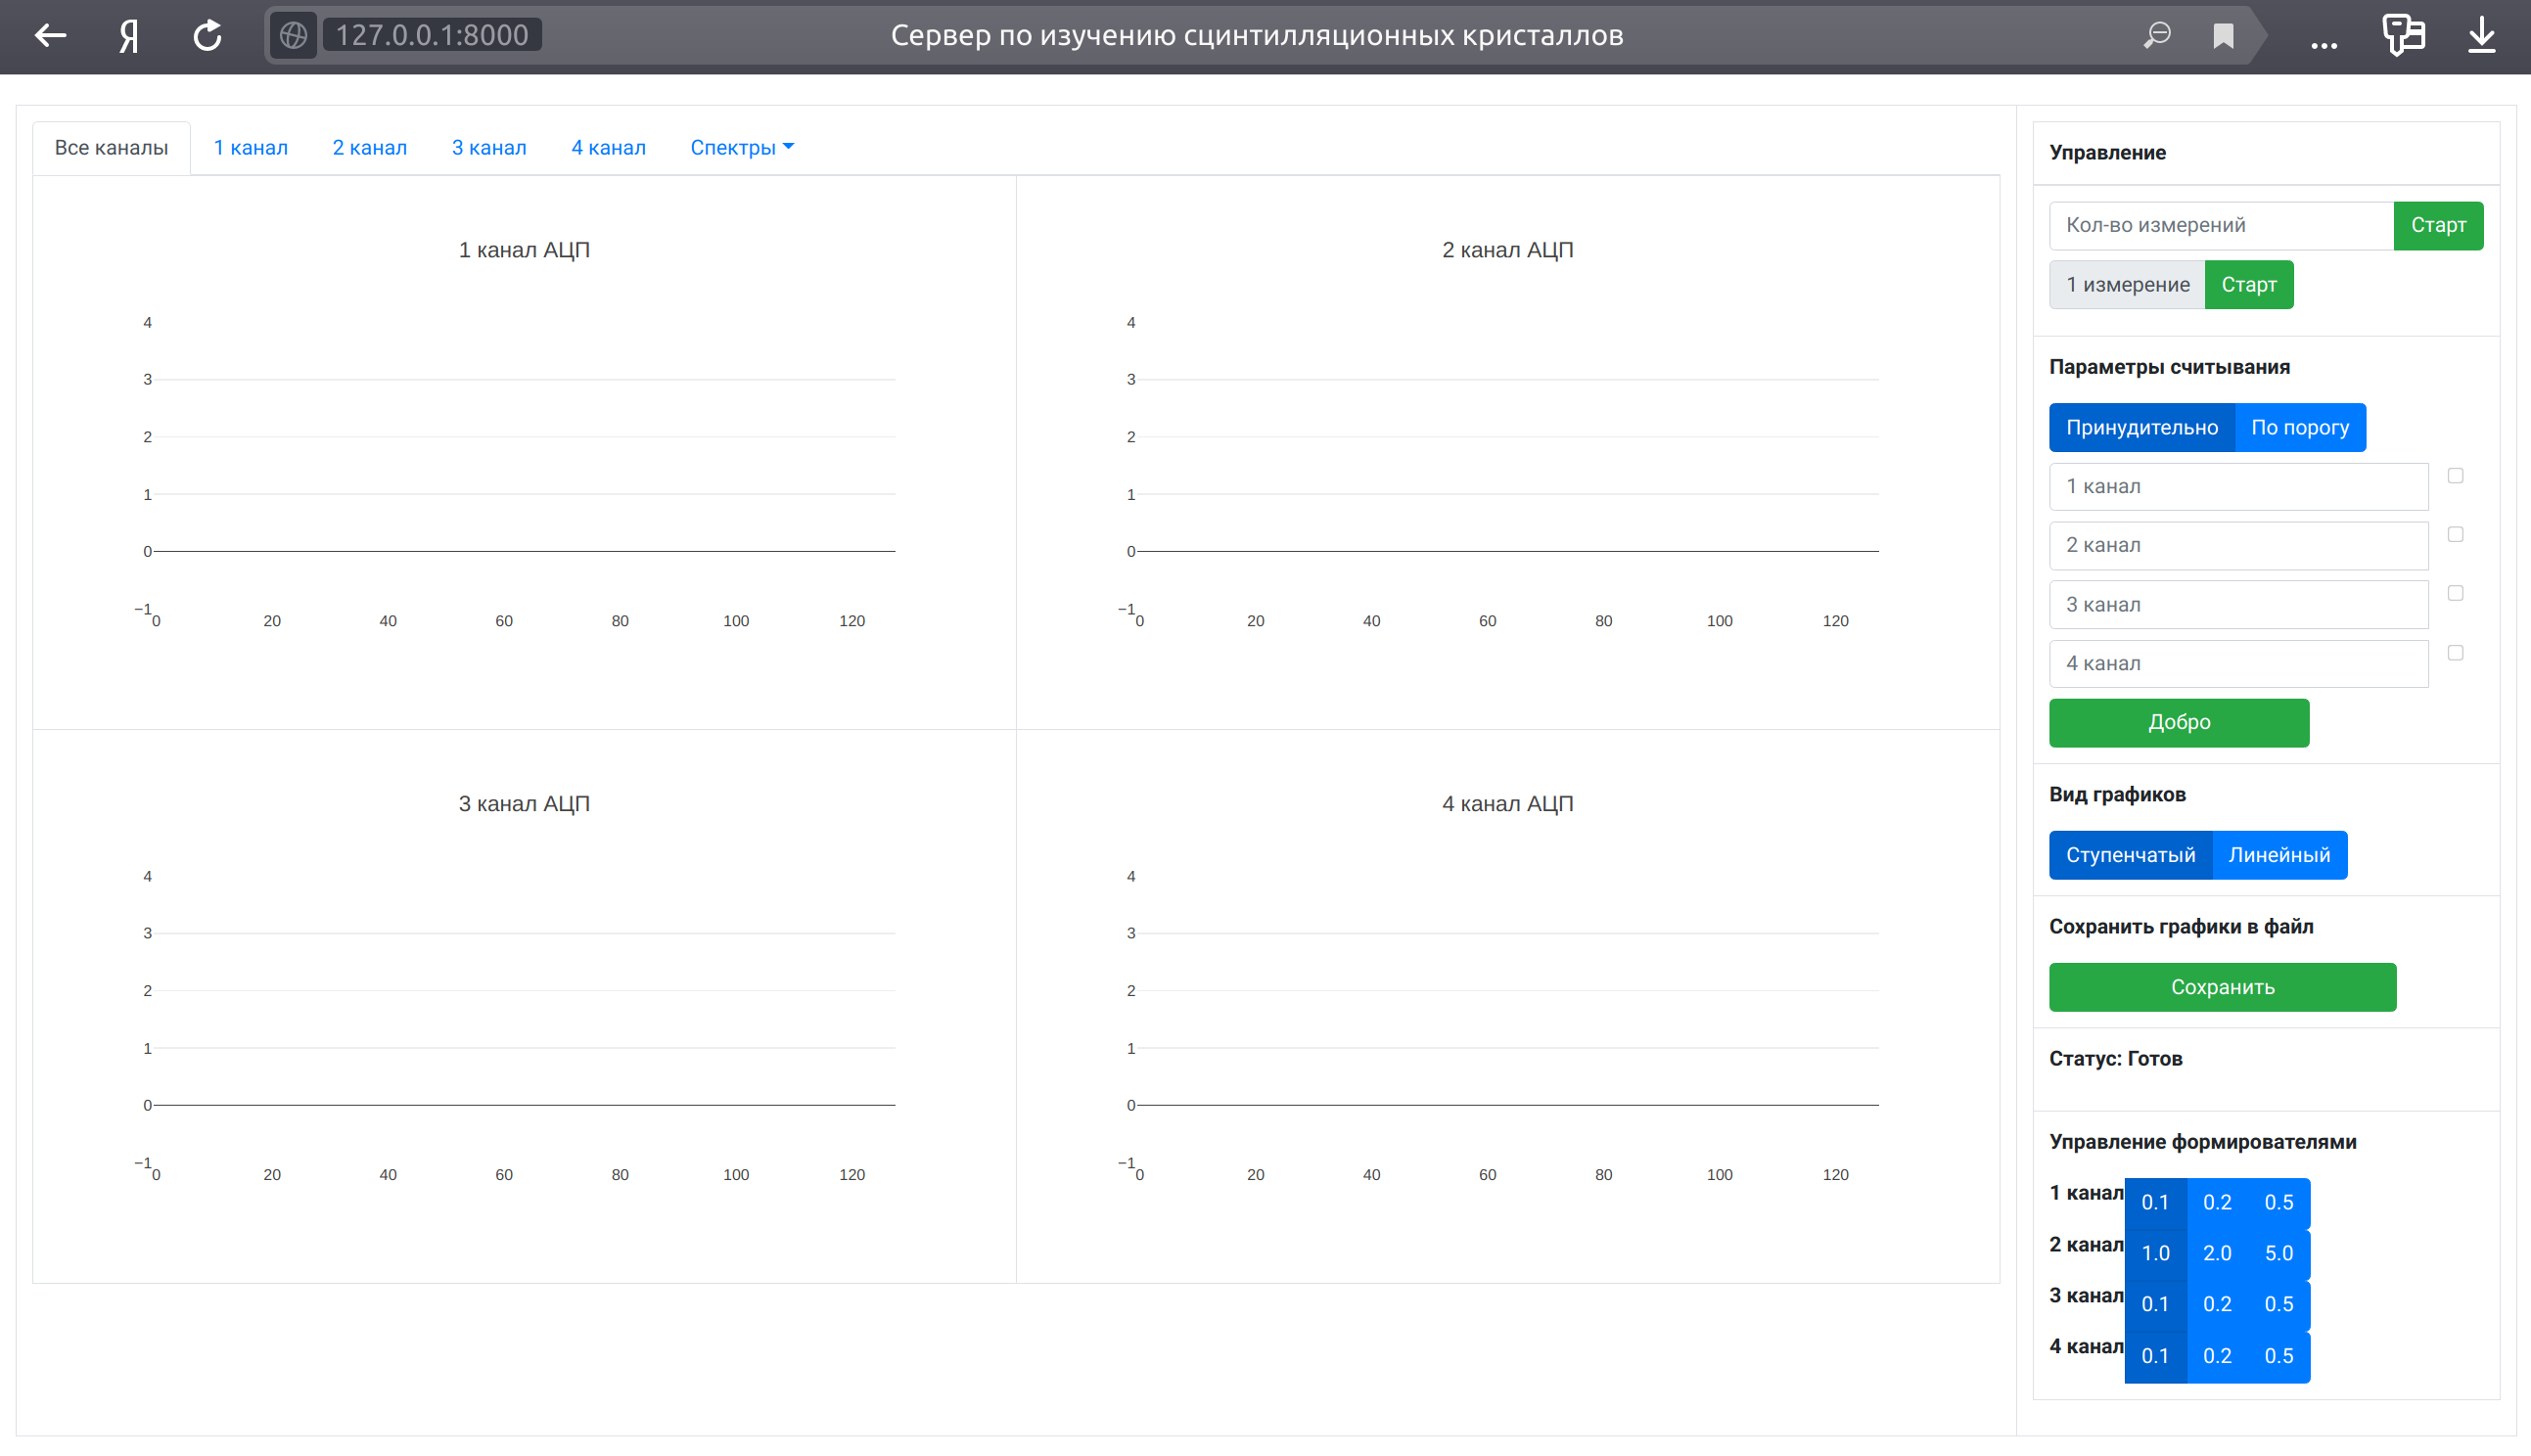 Я 127.0.0.1:8000 Сервер по изучению сцинтилляционных кристаллов ...
Все каналы 1 канал 2 канал 3 канал 4 канал Спектры
1 канал АЦП
4
3
2
1
0
−1
0 20 40 60 80 100 120
2 канал АЦП
4
3
2
1
0
−1
0 20 40 60 80 100 120
3 канал АЦП
4
3
2
1
0
−1
0 20 40 60 80 100 120
4 канал АЦП
4
3
2
1
0
−1
0 20 40 60 80 100 120
Управление
Кол-во измерений Старт
1 измерение Старт
Параметры считывания
Принудительно По порогу
1 канал
2 канал
3 канал
4 канал
Добро
Вид графиков
Ступенчатый Линейный
Сохранить графики в файл
Сохранить
Статус: Готов
Управление формирователями
1 канал 0.1 0.2 0.5
2 канал 1.0 2.0 5.0
3 канал 0.1 0.2 0.5
4 канал 0.1 0.2 0.5